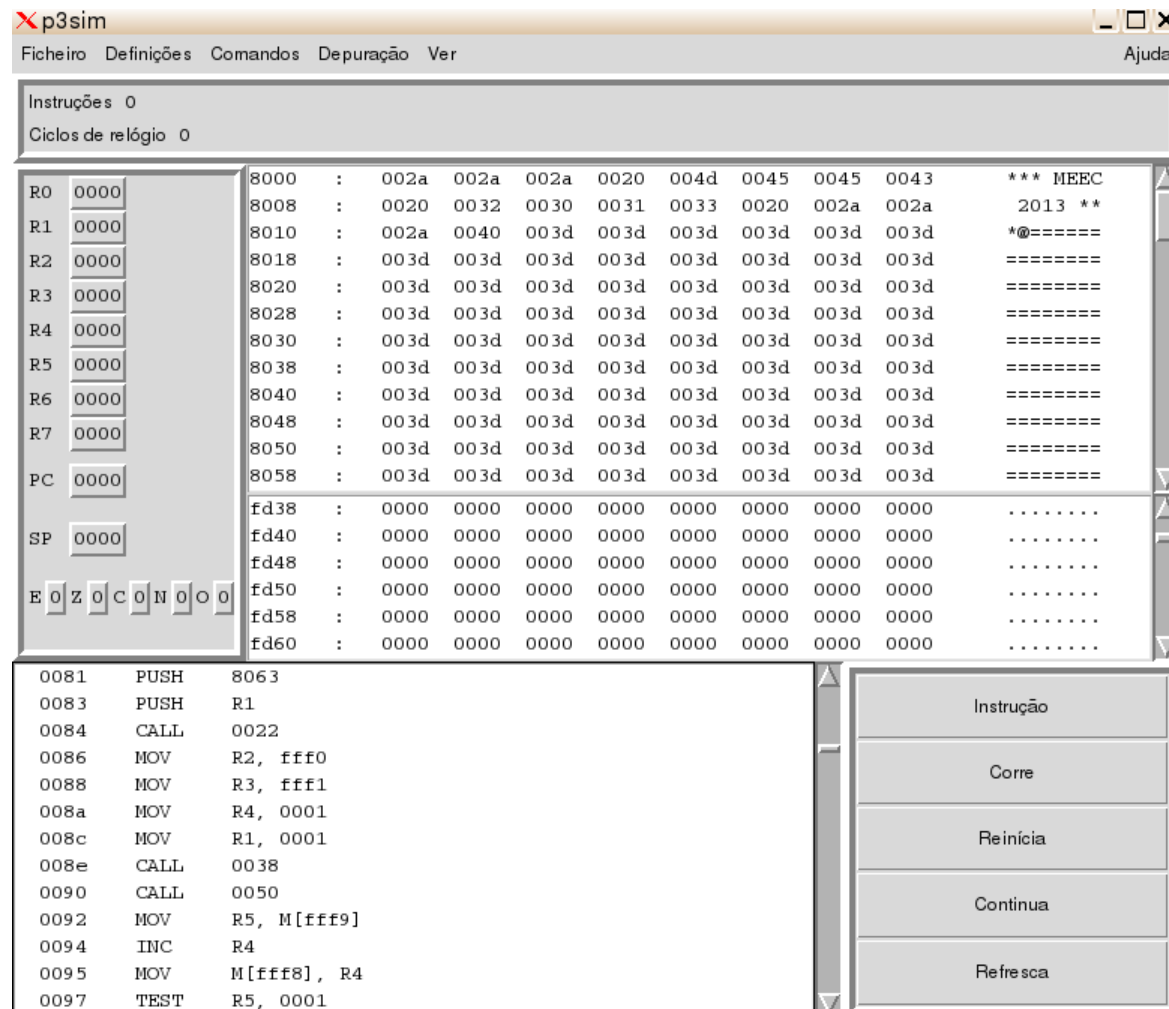 p3sim
Ficheiro Definições Comandos Depuração Ver Ajuda
Instruções 0
Ciclos de relógio 0
R0 0000
R1 0000
R2 0000
R3 0000
R4 0000
R5 0000
R6 0000
R7 0000
PC 0000
SP 0000
E 0 Z 0 C 0 N 0 O 0
8000 : 002a 002a 002a 0020 004d 0045 0045 0043 *** MEEC
8008 : 0020 0032 0030 0031 0033 0020 002a 002a 2013 **
8010 : 002a 0040 003d 003d 003d 003d 003d 003d *@======
8018 : 003d 003d 003d 003d 003d 003d 003d 003d ========
8020 : 003d 003d 003d 003d 003d 003d 003d 003d ========
8028 : 003d 003d 003d 003d 003d 003d 003d 003d ========
8030 : 003d 003d 003d 003d 003d 003d 003d 003d ========
8038 : 003d 003d 003d 003d 003d 003d 003d 003d ========
8040 : 003d 003d 003d 003d 003d 003d 003d 003d ========
8048 : 003d 003d 003d 003d 003d 003d 003d 003d ========
8050 : 003d 003d 003d 003d 003d 003d 003d 003d ========
8058 : 003d 003d 003d 003d 003d 003d 003d 003d ========
fd38 : 0000 0000 0000 0000 0000 0000 0000 0000 ........
fd40 : 0000 0000 0000 0000 0000 0000 0000 0000 ........
fd48 : 0000 0000 0000 0000 0000 0000 0000 0000 ........
fd50 : 0000 0000 0000 0000 0000 0000 0000 0000 ........
fd58 : 0000 0000 0000 0000 0000 0000 0000 0000 ........
fd60 : 0000 0000 0000 0000 0000 0000 0000 0000 ........
0081 PUSH 8063
0083 PUSH R1
0084 CALL 0022
0086 MOV R2, fff0
0088 MOV R3, fff1
008a MOV R4, 0001
008c MOV R1, 0001
008e CALL 0038
0090 CALL 0050
0092 MOV R5, M[fff9]
0094 INC R4
0095 MOV M[fff8], R4
0097 TEST R5, 0001
Instrução
Corre
Reinícia
Continua
Refresca